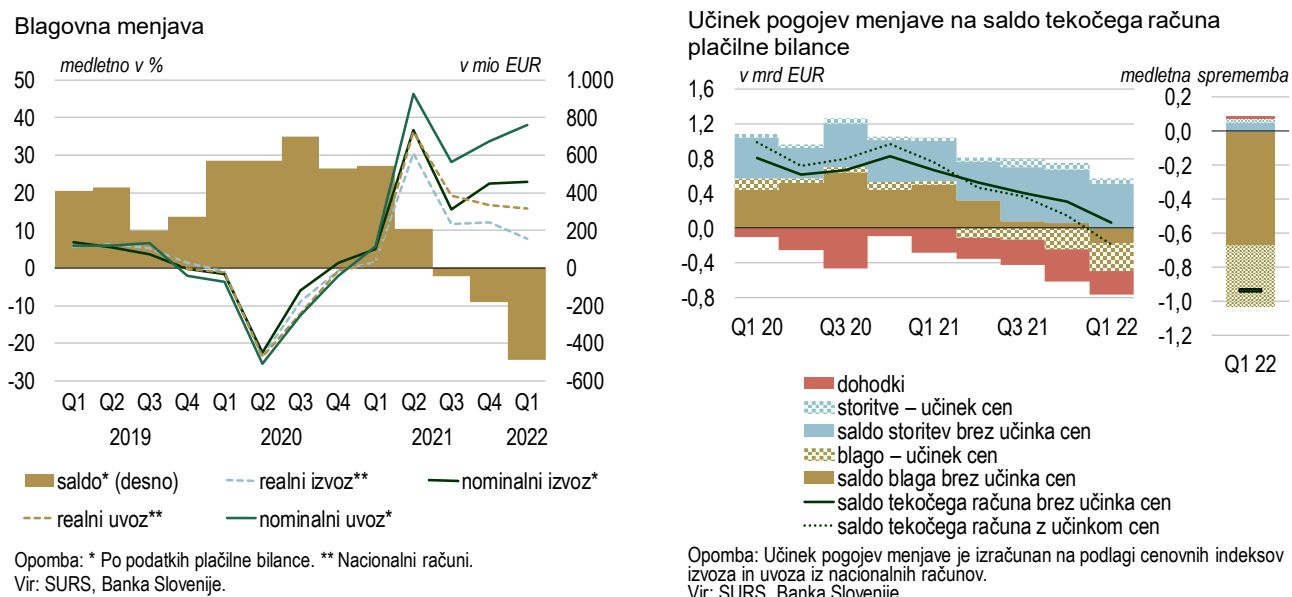 Blagovna menjava
medletno v %
v mio EUR
50
40
30
20
10
0
-10
-20
-30
1.000
800
600
400
200
0
-200
-400
-600
Q1 Q2 Q3 Q4 Q1 Q2 Q3 Q4 Q1 Q2 Q3 Q4 Q1
2019 2020 2021 2022
saldo* (desno) realni izvoz** nominalni izvoz*
realni uvoz** nominalni uvoz*
Opomba: * Po podatkih plačilne bilance. ** Nacionalni računi.
Vir: SURS, Banka Slovenije.
Učinek pogojev menjave na saldo tekočega računa
plačilne bilance
v mrd EUR
medletna sprememba
1,6
1,2
0,8
0,4
0,0
-0,4
-0,8
Q1 20 Q3 20 Q1 21 Q3 21 Q1 22
0,2
0,0
-0,2
-0,4
-0,6
-0,8
-1,0
-1,2
Q1 22
dohodki
storitve – učinek cen
saldo storitev brez učinka cen
blago – učinek cen
saldo blaga brez učinka cen
saldo tekočega računa brez učinka cen
saldo tekočega računa z učinkom cen
Opomba: Učinek pogojev menjave je izračunan na podlagi cenovnih indeksov
izvoza in uvoza iz nacionalnih računov.
Vir: SURS, Banka Slovenije